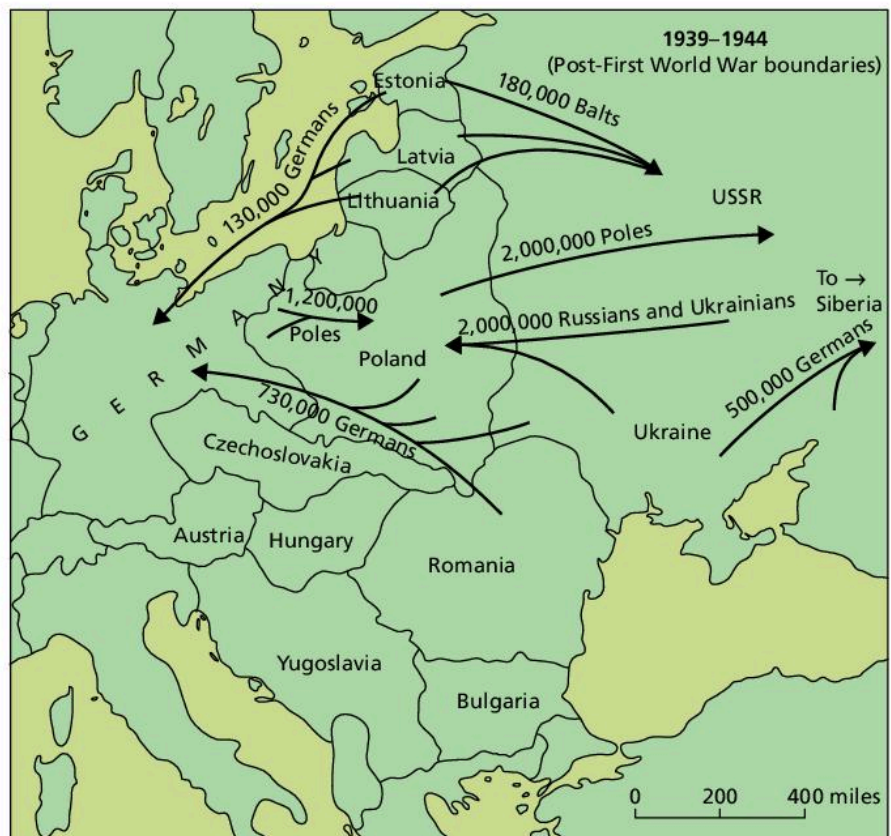 1939–1944
(Post-First World War boundaries)
Estonia
180,000 Balts
130,000 Germans
Latvia
LIthuania
USSR
2,000,000 Poles
To →
Siberia
1,200,000
Poles
2,000,000 Russians and Ukrainians
Poland
GERMANY
500,000 Germans
730,000 Germans
Ukraine
Czechoslovakia
Austria
Hungary
Romania
Yugoslavia
Bulgaria
0 200 400 miles